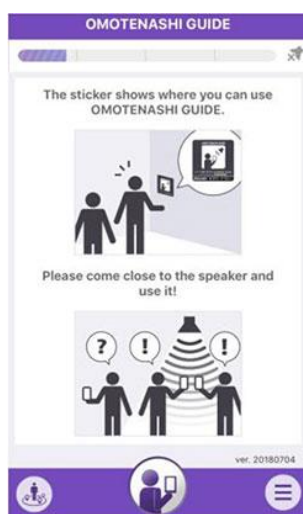 OMOTENASHI GUIDE
The sticker shows where you can use
OMOTENASHI GUIDE.
Please come close to the speaker and
use it!
?
!
!
ver. 20180704